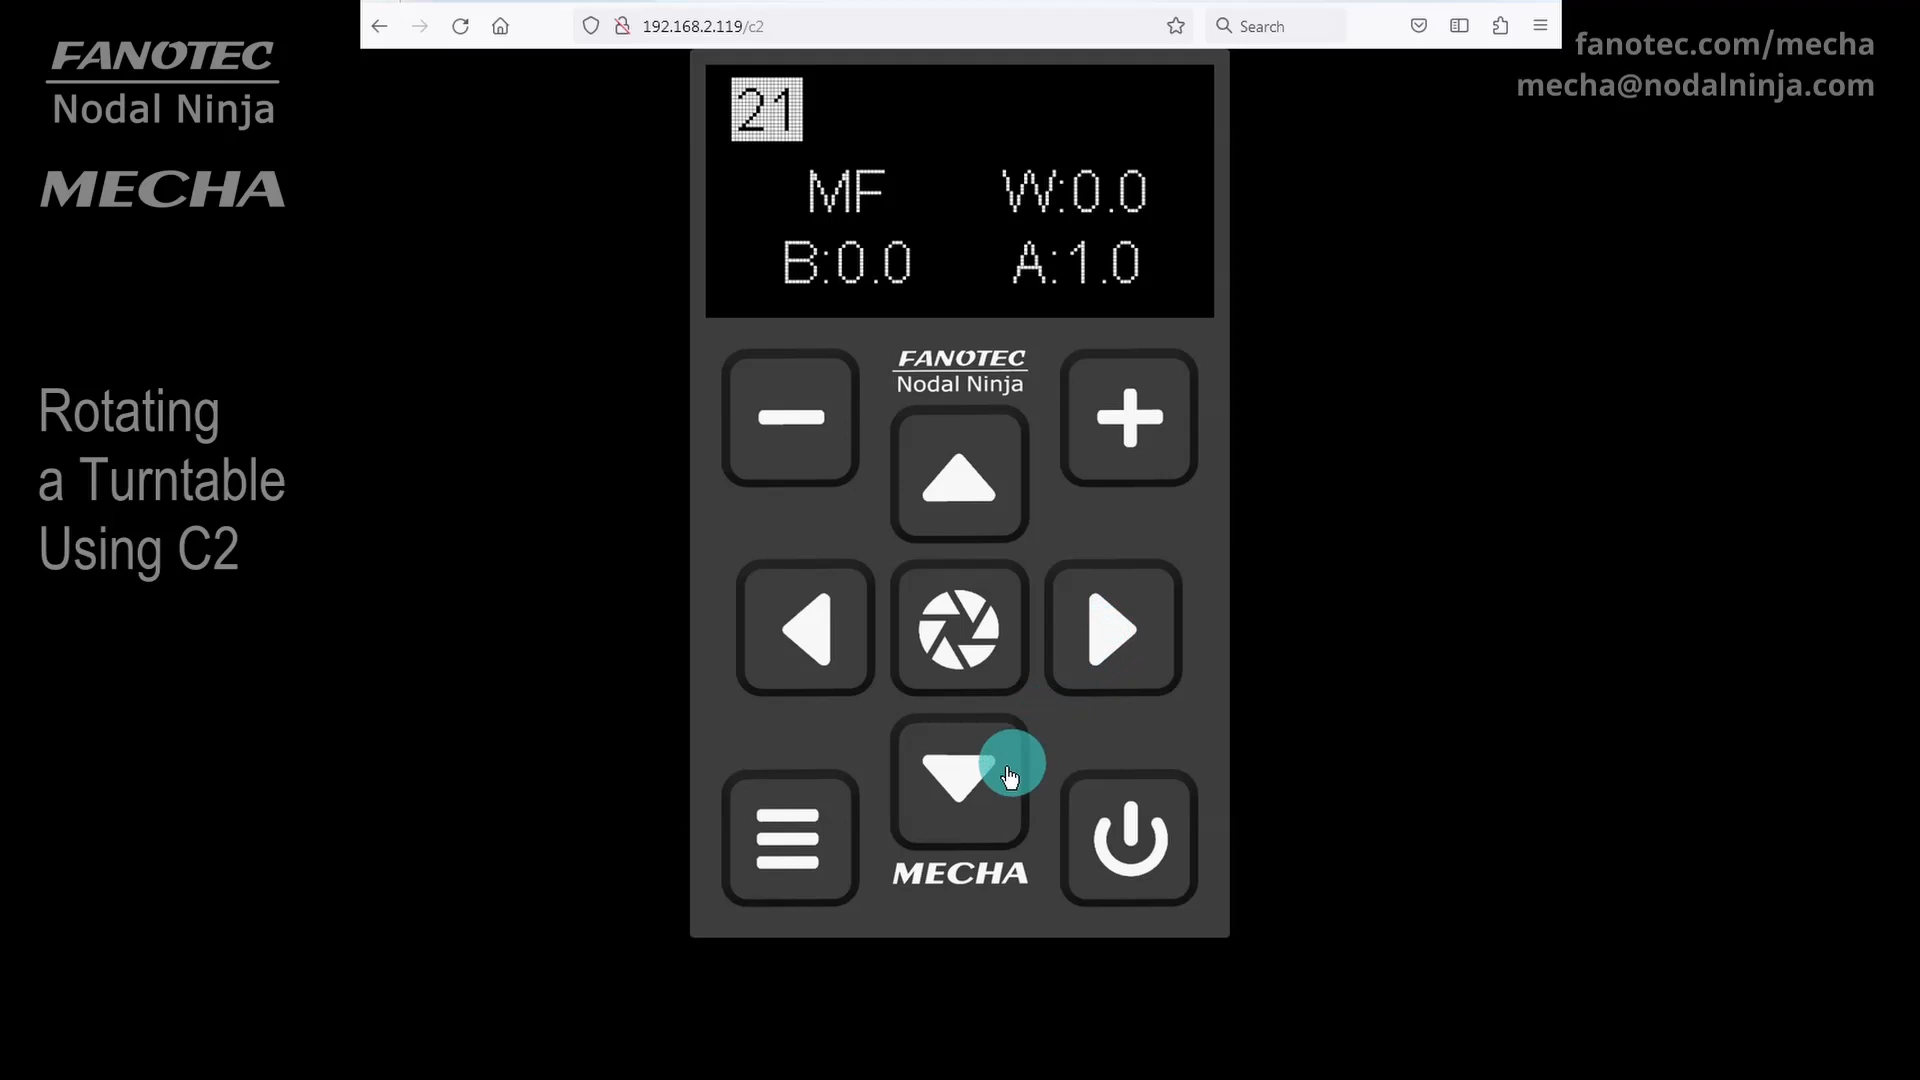 192.168.2.119/c2
Search
FANOTEC
Nodal Ninja
MECHA
fanotec.com/mecha
mecha@nodalninja.com
Rotating
a Turntable
Using C2
21
MF W:0.0
B:0.0 A:1.0
FANOTEC
Nodal Ninja
MECHA